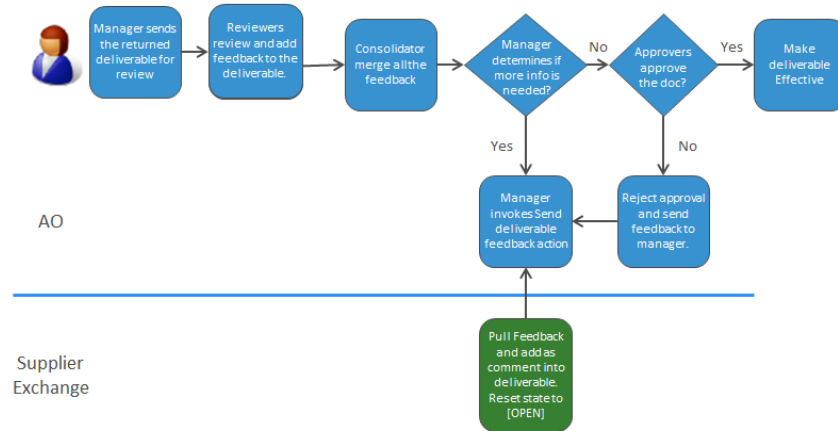 Manager sends
the returned
deliverable for
review
Reviewers
review and add
feedback to the
deliverable.
Consolidator
merge all the
feedback
Manager
determines if
more info is
needed?
No
Approvers
approve
the doc?
Yes
Make
deliverable
Effective
Yes
No
AO
Manager
invokes Send
deliverable
feedback action
Reject approval
and send
feedback to
manager.
Supplier
Exchange
Pull Feedback
and add as
comment into
deliverable.
Reset state to
[OPEN]